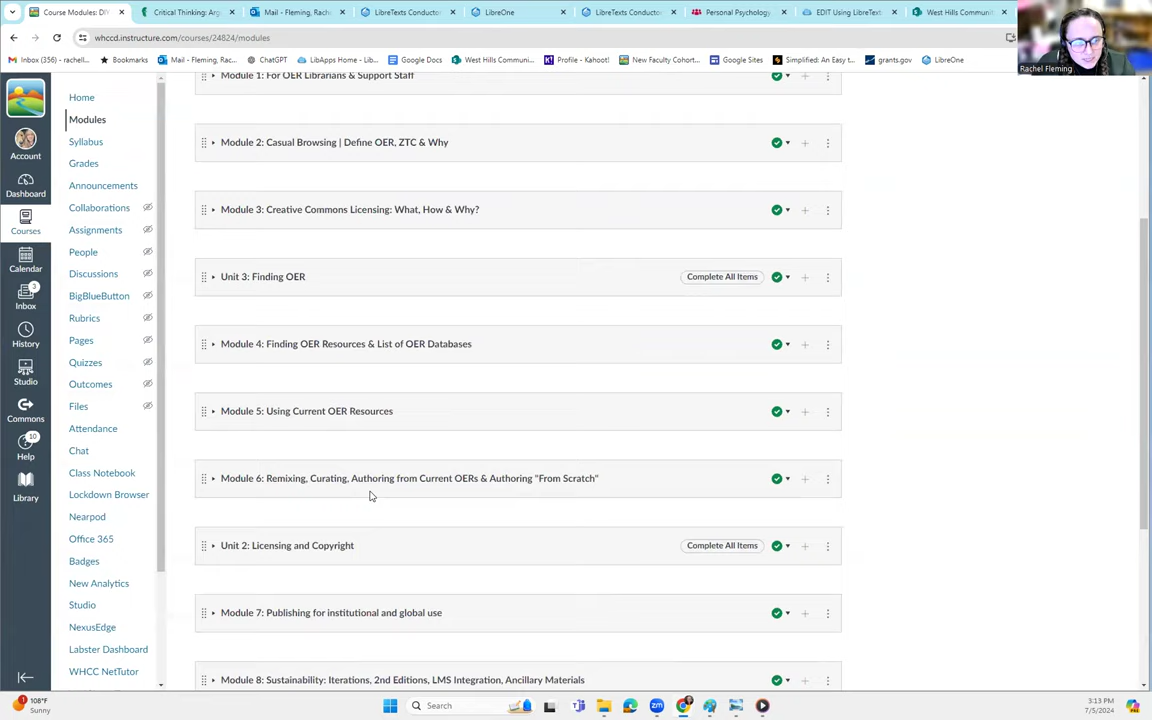 Course Modules: DIY
Critical Thinking: Arg
Mail - Fleming, Rache
LibreTexts Conducto
LibreOne
LibreTexts Conducto
Personal Psychology
EDIT Using LibreText
West Hills Communit
whccd.instructure.com/courses/24824/modules
Inbox (356) - rachell...
Bookmarks
Mail - Fleming, Rac...
ChatGPT
LibApps Home - Lib...
Google Docs
West Hills Commun...
Profile - Kahoot!
New Faculty Cohort...
Google Sites
Simplified: An Easy t...
grants.gov
LibreOne
Rachel Fleming
Account
Dashboard
Courses
Calendar
3
Inbox
History
Studio
Commons
10
Help
Library
Home
Modules
Syllabus
Grades
Announcements
Collaborations
Assignments
People
Discussions
BigBlueButton
Rubrics
Pages
Quizzes
Outcomes
Files
Attendance
Chat
Class Notebook
Lockdown Browser
Nearpod
Office 365
Badges
New Analytics
Studio
NexusEdge
Labster Dashboard
WHCC NetTutor
Module 1: For OER Librarians & Support Staff
Module 2: Casual Browsing | Define OER, ZTC & Why
Module 3: Creative Commons Licensing: What, How & Why?
Unit 3: Finding OER
Complete All Items
Module 4: Finding OER Resources & List of OER Databases
Module 5: Using Current OER Resources
Module 6: Remixing, Curating, Authoring from Current OERs & Authoring "From Scratch"
Unit 2: Licensing and Copyright
Complete All Items
Module 7: Publishing for institutional and global use
Module 8: Sustainability: Iterations, 2nd Editions, LMS Integration, Ancillary Materials
108°F
Sunny
Search
3:13 PM
7/5/2024